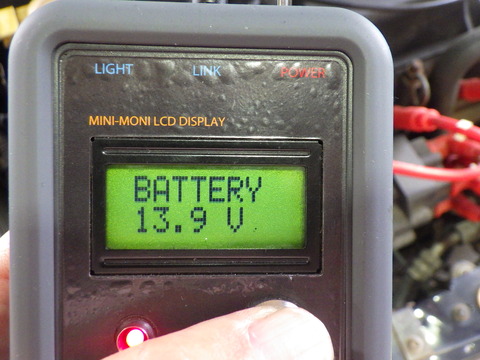 LIGHT LINK POWER
MINI-MONI LCD DISPLAY
BATTERY
13.9 V